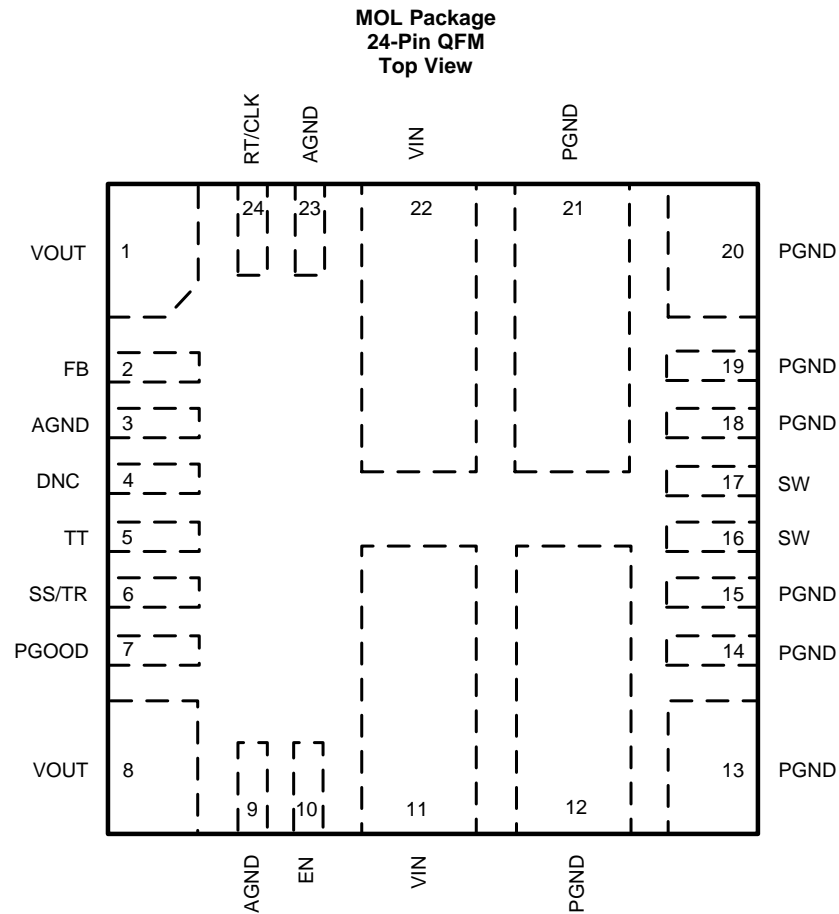 MOL Package
24-Pin QFM
Top View
RT/CLK
AGND
VIN
PGND
24
23
22
21
VOUT
1
20
PGND
FB
2
19
PGND
AGND
3
18
PGND
DNC
4
17
SW
TT
5
16
SW
SS/TR
6
15
PGND
PGOOD
7
14
PGND
VOUT
8
13
PGND
9
10
11
12
AGND
EN
VIN
PGND